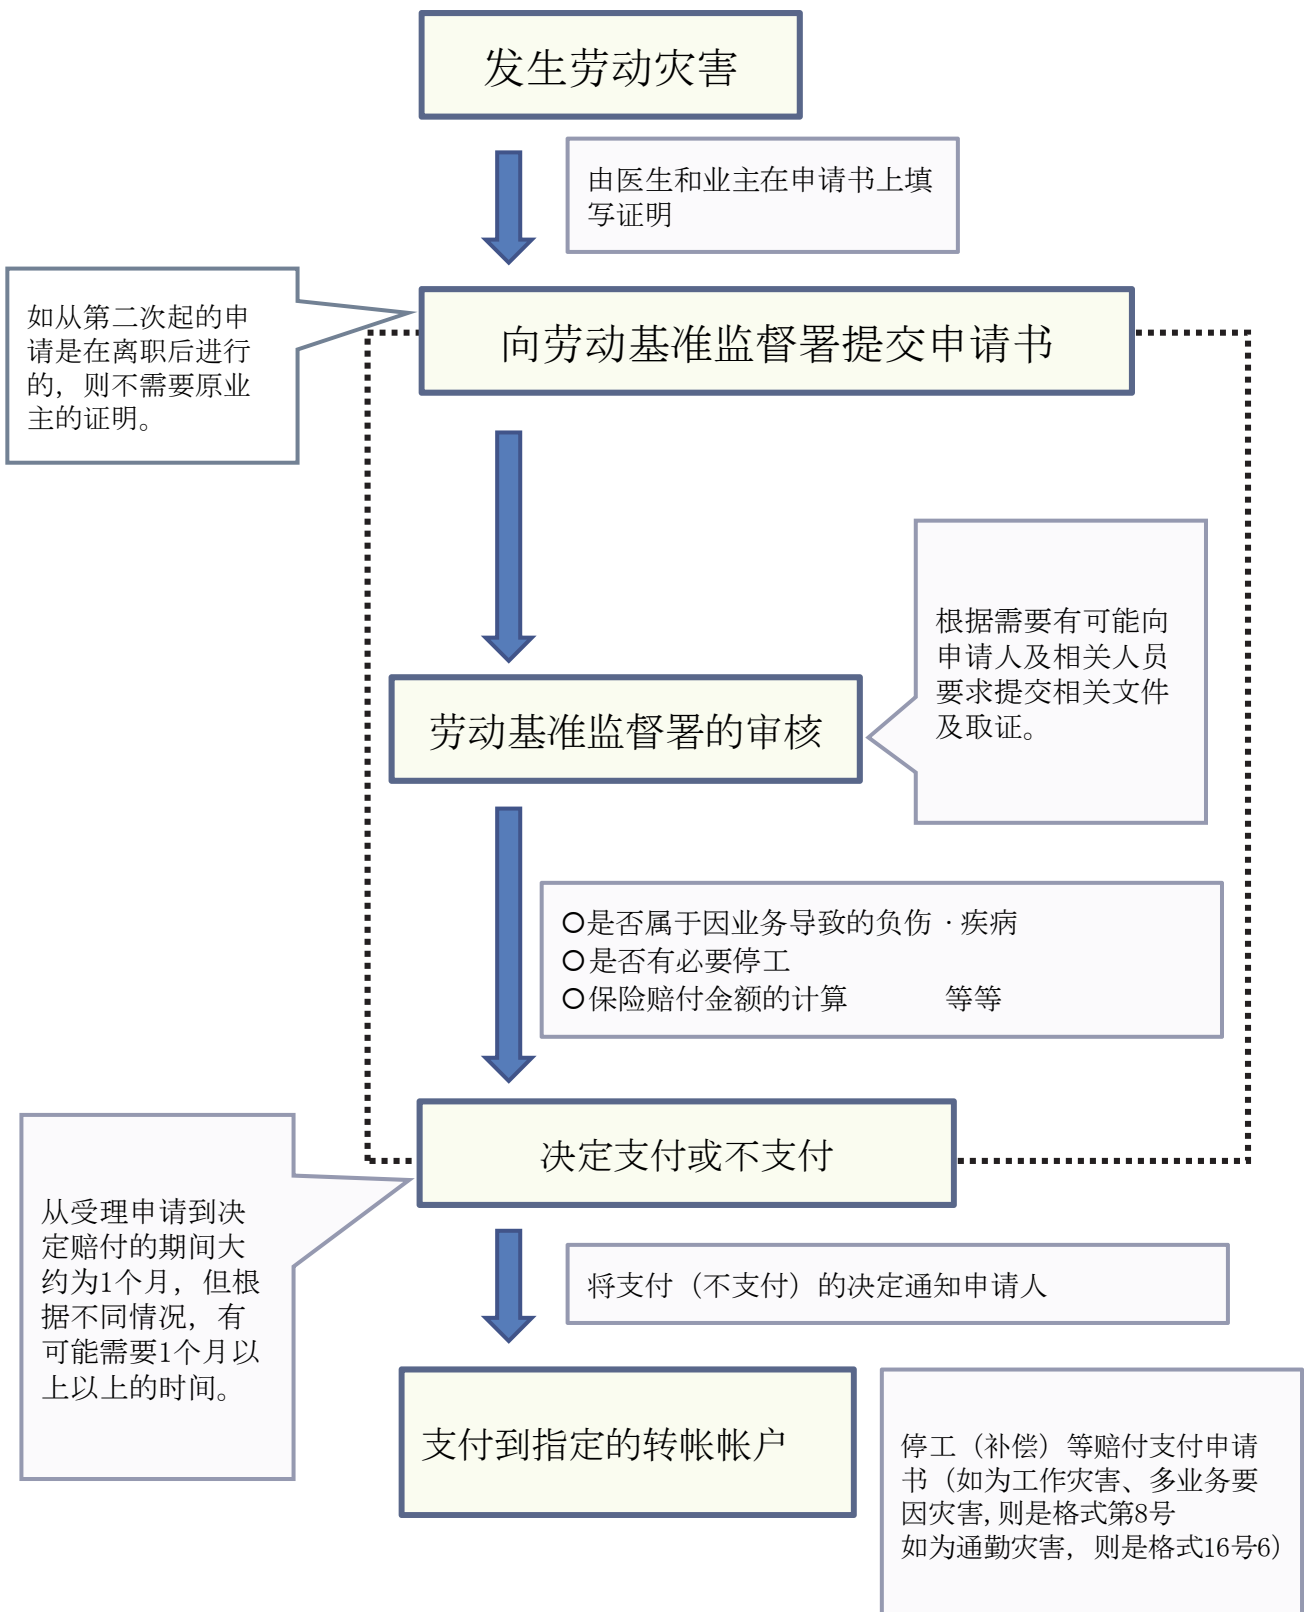 发生劳动灾害
由医生和业主在申请书上填
写证明
如从第二次起的申
请是在离职后进行
的，则不需要原业
主的证明。
向劳动基准监督署提交申请书
根据需要有可能向
申请人及相关人员
要求提交相关文件
及取证。
劳动基准监督署的审核
〇是否属于因业务导致的负伤·疾病
〇是否有必要停工
〇保险赔付金额的计算　　　等等
决定支付或不支付
从受理申请到决
定赔付的期间大
约为1个月，但根
据不同情况，有
可能需要1个月以
上以上的时间。
将支付（不支付）的决定通知申请人
支付到指定的转帐帐户
停工（补偿）等赔付支付申请
书（如为工作灾害、多业务要
因灾害,则是格式第8号
如为通勤灾害，则是格式16号6）